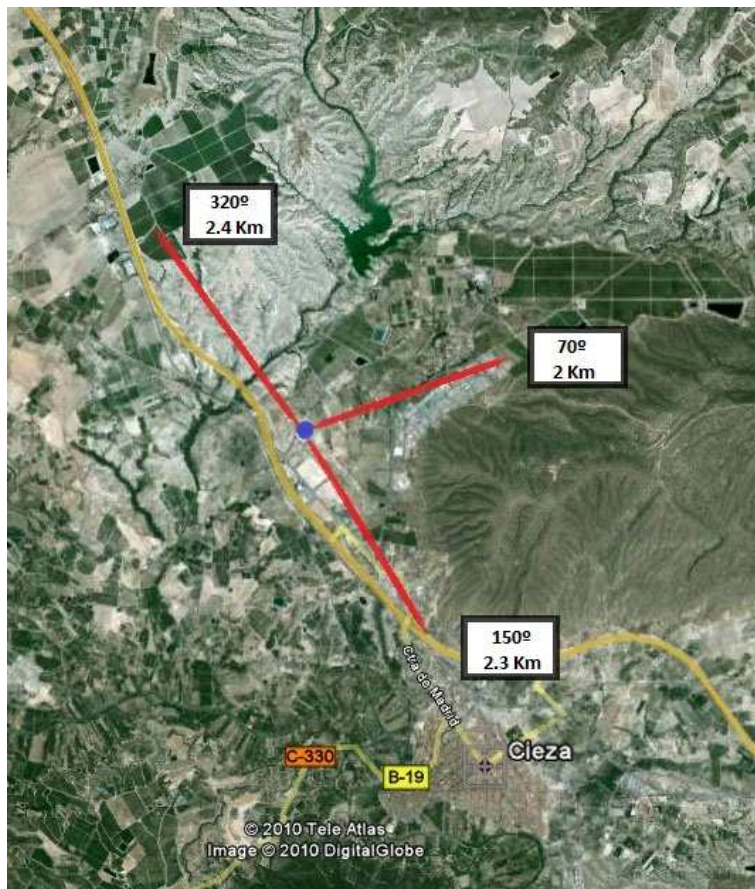 320º
2.4 Km
70º
2 Km
150º
2.3 Km
Ctra de Madrid
Cieza
C-330
B-19
© 2010 Tele Atlas
Image © 2010 DigitalGlobe